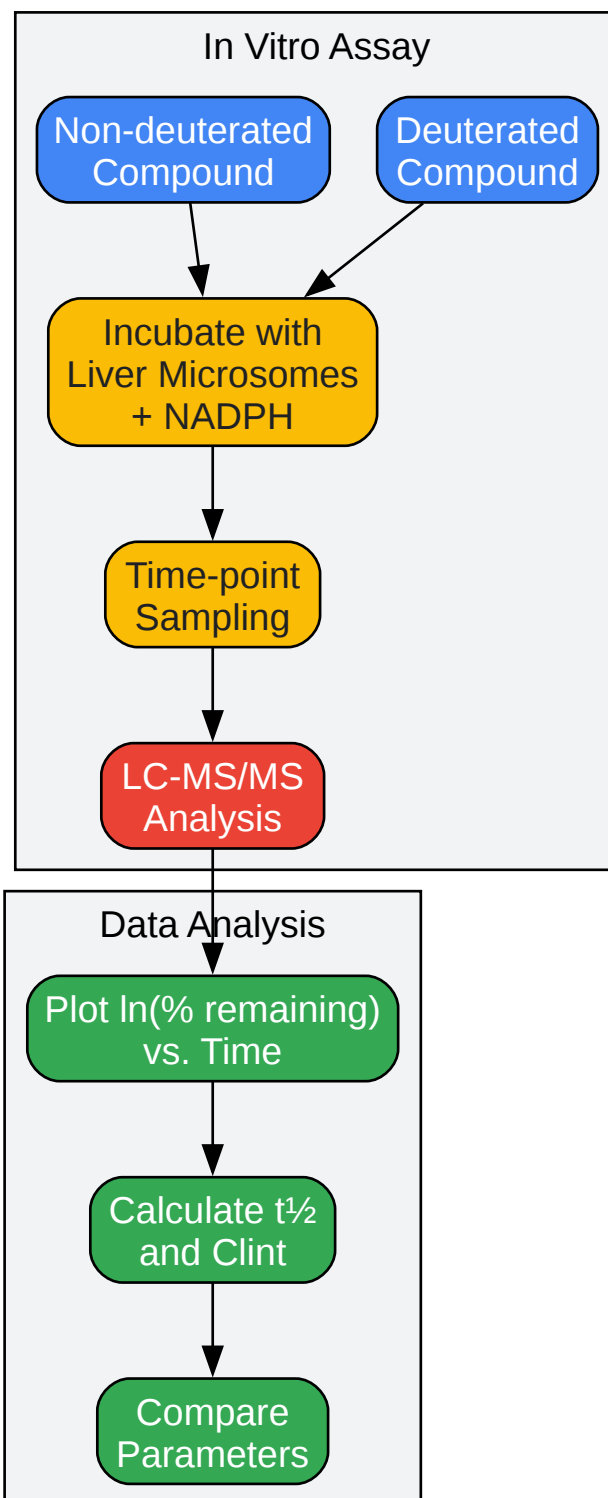 In Vitro Assay
Non-deuterated
Compound
Deuterated
Compound
Incubate with
Liver Microsomes
+ NADPH
Time-point
Sampling
LC-MS/MS
Analysis
Data Analysis
Plot ln(% remaining)
vs. Time
Calculate t½
and Clint
Compare
Parameters